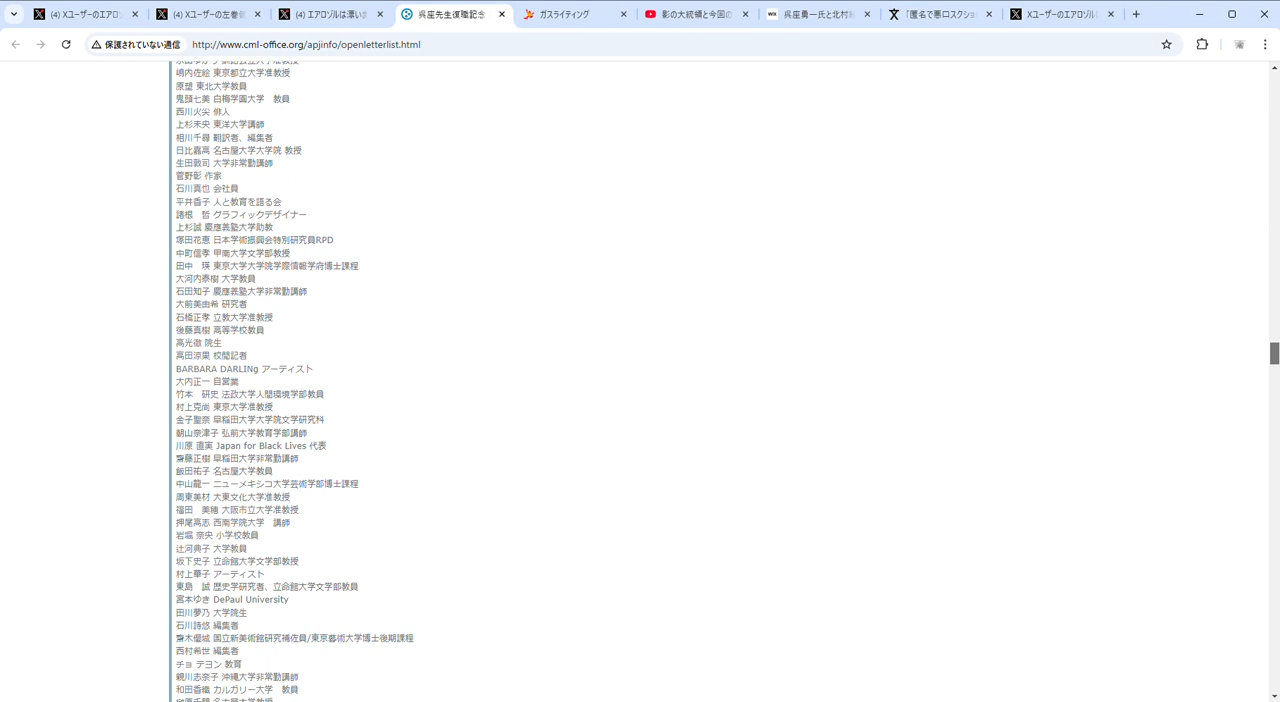 (4) Xユーザーのエアロゾ
(4) Xユーザーの左巻
(4) エアロゾルは漂い
呉座先生復職記
ガスライティング
影の大統領と今回の
呉座勇一氏と北村
「匿名で悪口スクショ
Xユーザーのエアロゾル
保護されていない通信 http://www.cml-office.org/apjinfo/openletterlist.html
嶋内佐絵 東京都立大学准教授
原塑 東北大学教員
鬼頭七美 白梅学園大学　教員
西川火尖 俳人
上杉未央 東洋大学講師
相川千尋 翻訳者、編集者
日比嘉高 名古屋大学大学院 教授
生田敦司 大学非常勤講師
菅野彰 作家
石川真也 会社員
平井香子 人と教育を語る会
諸根　哲 グラフィックデザイナー
上杉誠 慶應義塾大学助教
塚田花恵 日本学術振興会特別研究員RPD
中町信孝 甲南大学文学部教授
田中　瑛 東京大学大学院学際情報学府博士課程
大河内泰樹 大学教員
石田知子 慶應義塾大学非常勤講師
大前美由希 研究者
石橋正孝 立教大学准教授
後藤真樹 高等学校教員
高光徹 院生
高田涼果 校閲記者
BARBARA DARLINg アーティスト
大内正一 自営業
竹本　研史 法政大学人間環境学部教員
村上克尚 東京大学准教授
金子聖奈 早稲田大学大学院文学研究科
朝山奈津子 弘前大学教育学部講師
川原 直実 Japan for Black Lives 代表
齋藤正樹 早稲田大学非常勤講師
飯田祐子 名古屋大学教員
中山龍一 ニューメキシコ大学芸術学部博士課程
周東美材 大東文化大学准教授
福田　美穂 大阪市立大学准教授
押尾高志 西南学院大学　講師
岩堀 奈央 小学校教員
辻河典子 大学教員
坂下史子 立命館大学文学部教授
村上華子 アーティスト
東島　誠 歴史学研究者、立命館大学文学部教員
宮本ゆき DePaul University
田川夢乃 大学院生
石川詩悠 編集者
齋木優城 国立新美術館研究補佐員/東京藝術大学博士後期課程
西村希世 編集者
チョ テヨン 教育
親川志奈子 沖縄大学非常勤講師
和田香織 カルガリー大学　教員